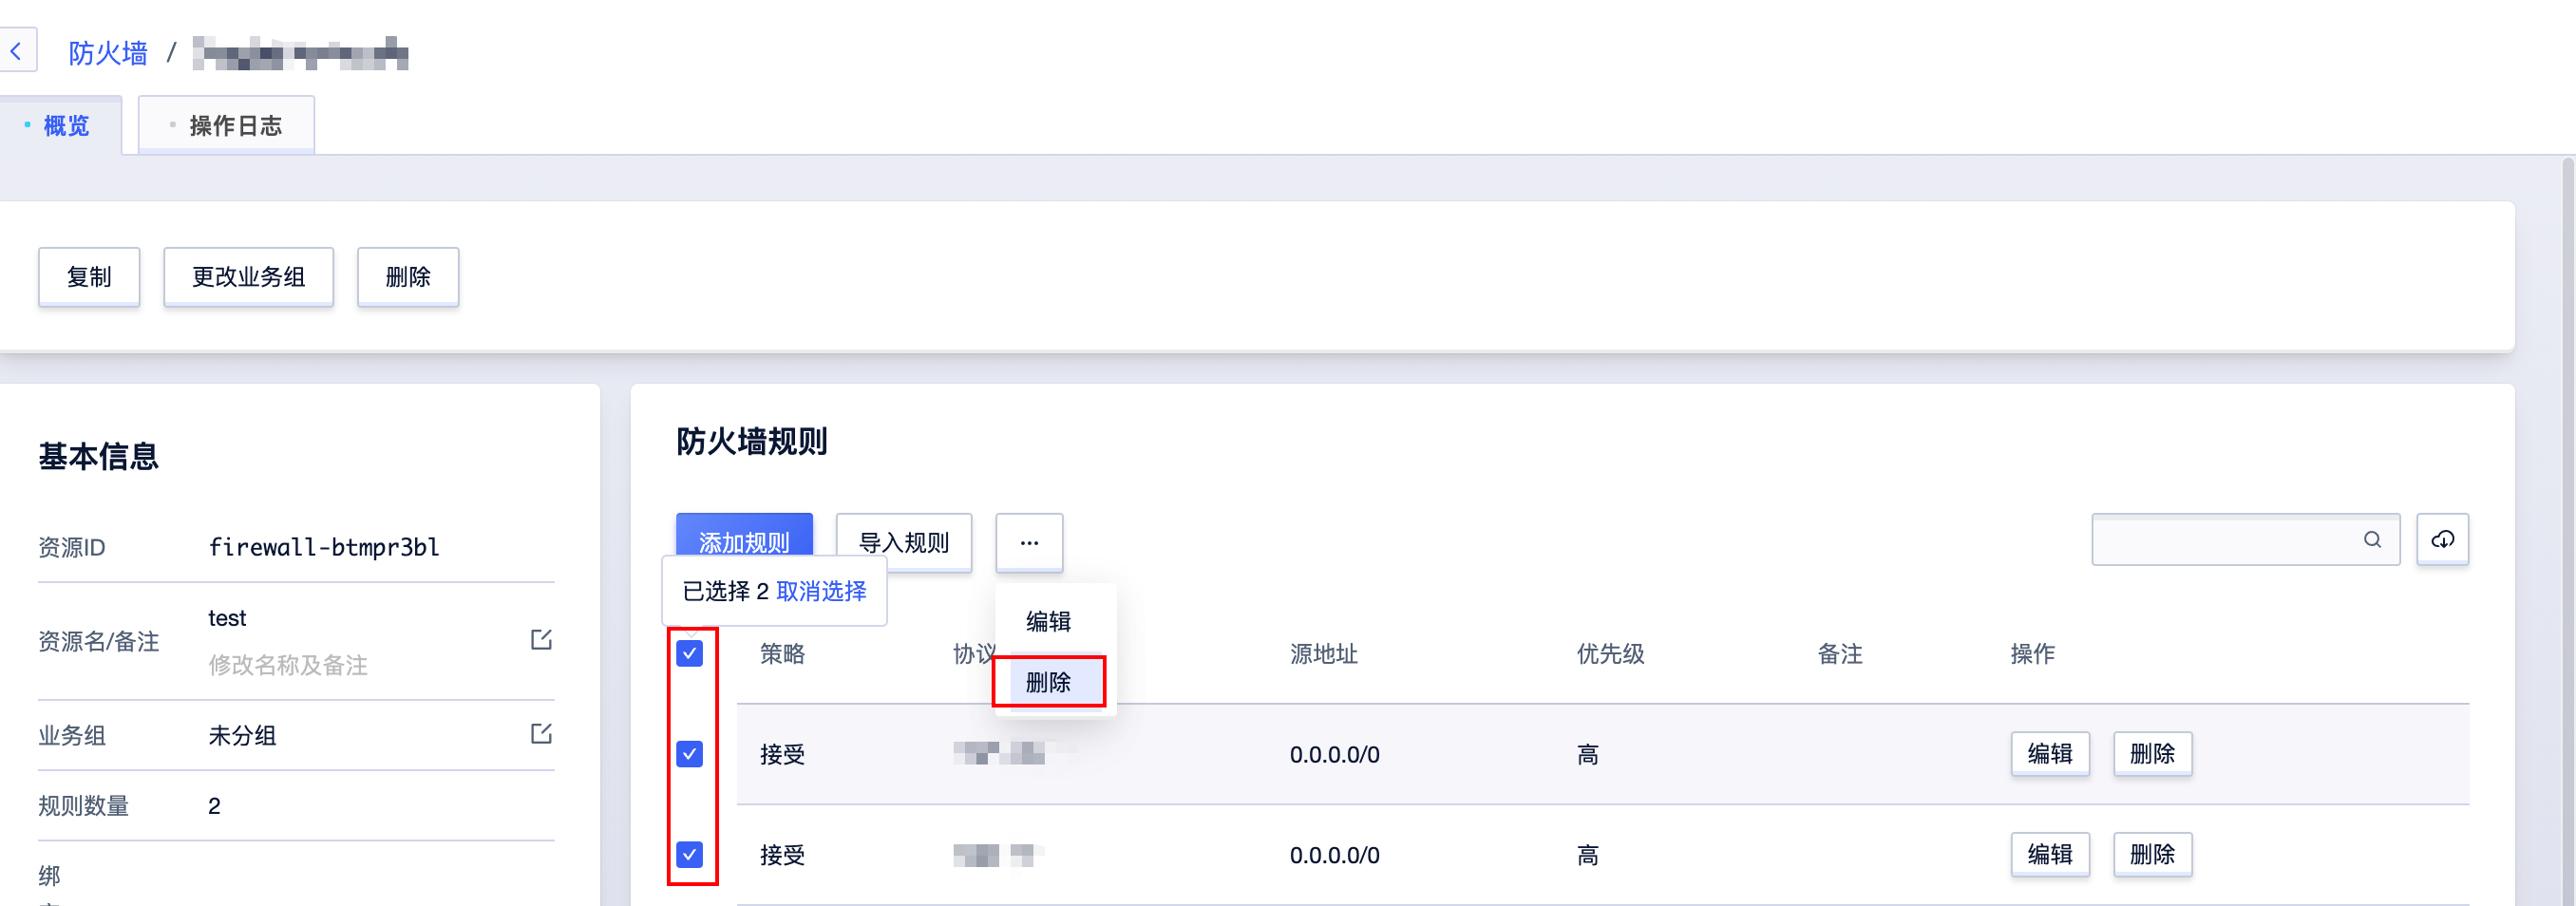 防火墙 /
概览 操作日志
复制 更改业务组 删除
基本信息
资源ID firewall-btmpr3bl
资源名/备注 test
修改名称及备注
业务组 未分组
规则数量 2
绑
防火墙规则
添加规则 导入规则 ...
已选择 2 取消选择
编辑
删除
策略 协议 源地址 优先级 备注 操作
接受 0.0.0.0/0 高 编辑 删除
接受 0.0.0.0/0 高 编辑 删除